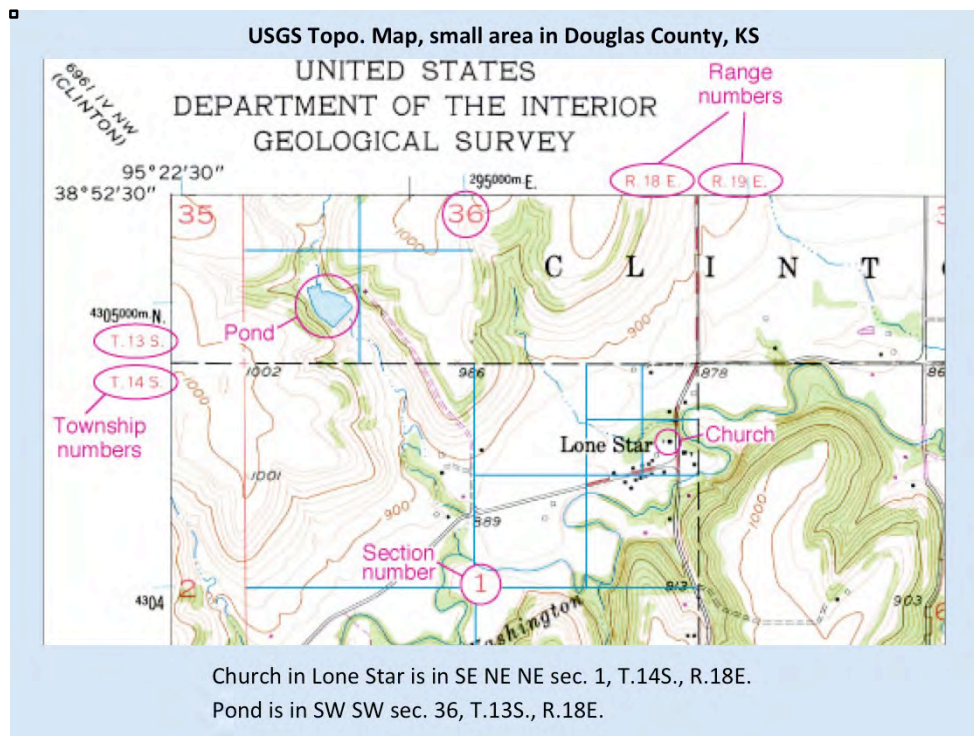 USGS Topo. Map, small area in Douglas County, KS
6961 IV NW
(CLINTON)
UNITED STATES
DEPARTMENT OF THE INTERIOR
GEOLOGICAL SURVEY
Range
numbers
95°22'30"
38°52'30"
295000m.E.
R. 18 E.
R. 19 E.
35
36
1000
C L I N T
4305000m.N.
T. 13 S.
Pond
900
T. 14 S.
1002
986
878
1000
Township
numbers
Lone Star
Church
1001
900
889
1000
Section
number
1
4304
2
913
903
Washington
Church in Lone Star is in SE NE NE sec. 1, T.14S., R.18E.
Pond is in SW SW sec. 36, T.13S., R.18E.